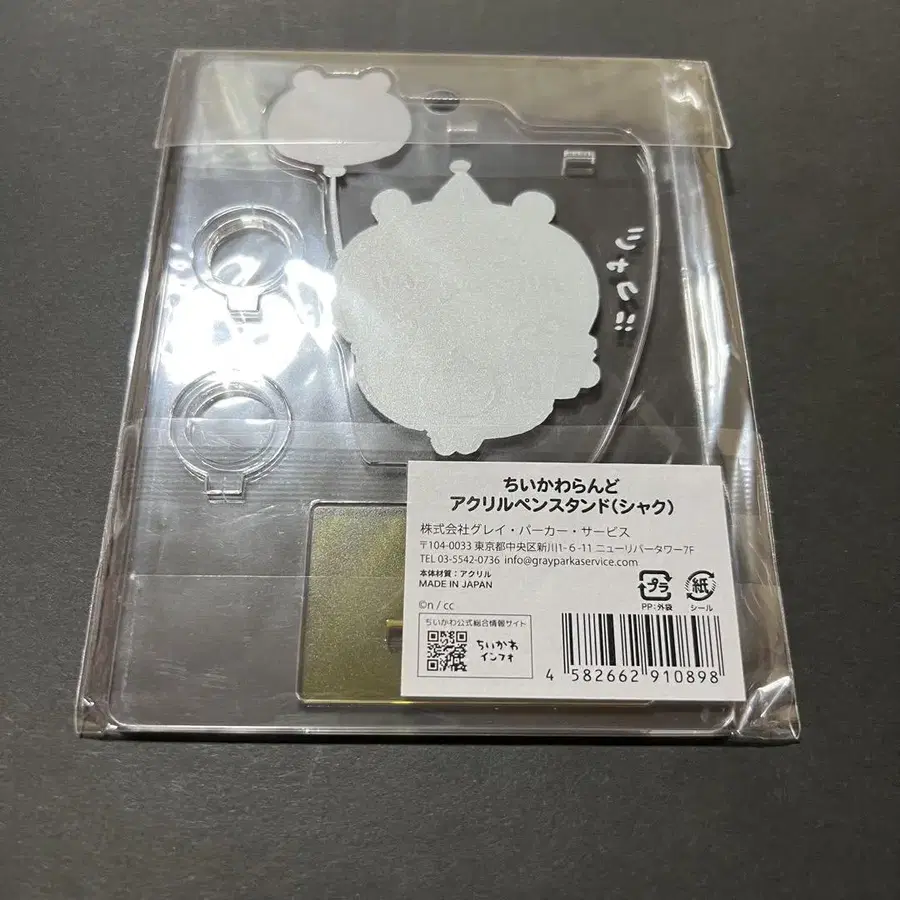 シャク!!
ちいかわらんど
アクリルペンスタンド(シャク)
株式会社グレイ・パーカー・サービス
〒104-0033 東京都中央区新川1-6-11 ニューリバータワー7F
TEL 03-5542-0736 info@grayparkaservice.com
本体材質:アクリル
MADE IN JAPAN
プラ
PP:外袋
紙
シール
©n / cc
ちいかわ公式総合情報サイト
ちいかわ
インフォ
4 582662 910898